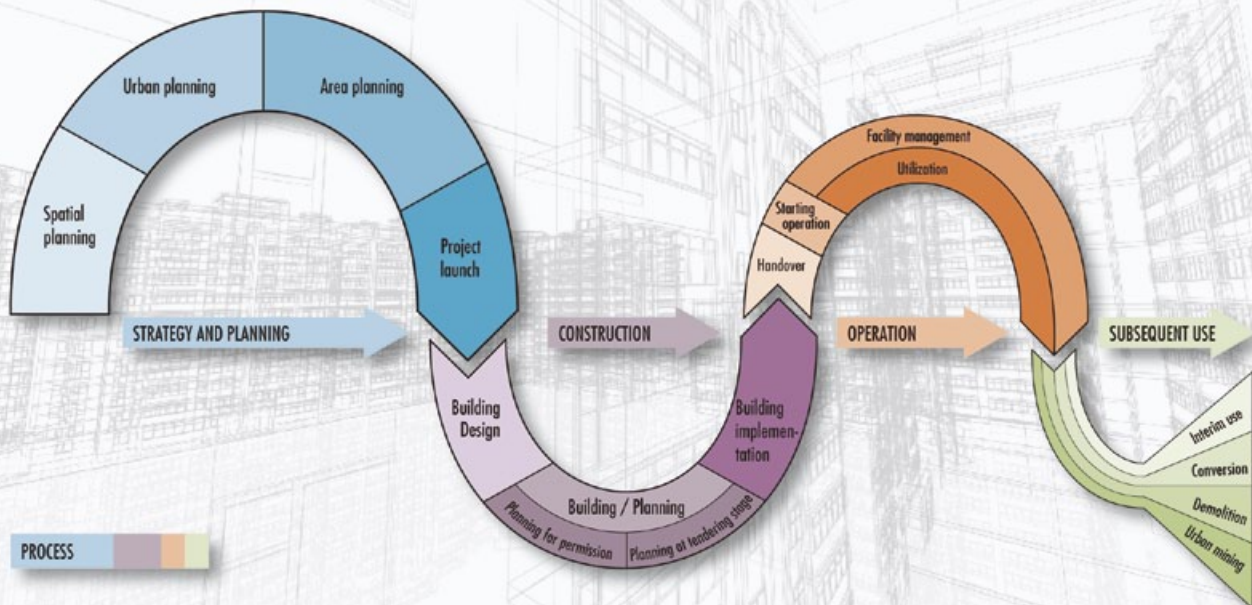 Urban planning
Area planning
Spatial
planning
Project
launch
STRATEGY AND PLANNING
Building
Design
Building / Planning
Planning for permission
Planning at tendering stage
Building
implemen-
tation
CONSTRUCTION
Handover
Starting
operation
Facility management
Utilization
OPERATION
SUBSEQUENT USE
Interim use
Conversion
Demolition
Urban mining
PROCESS